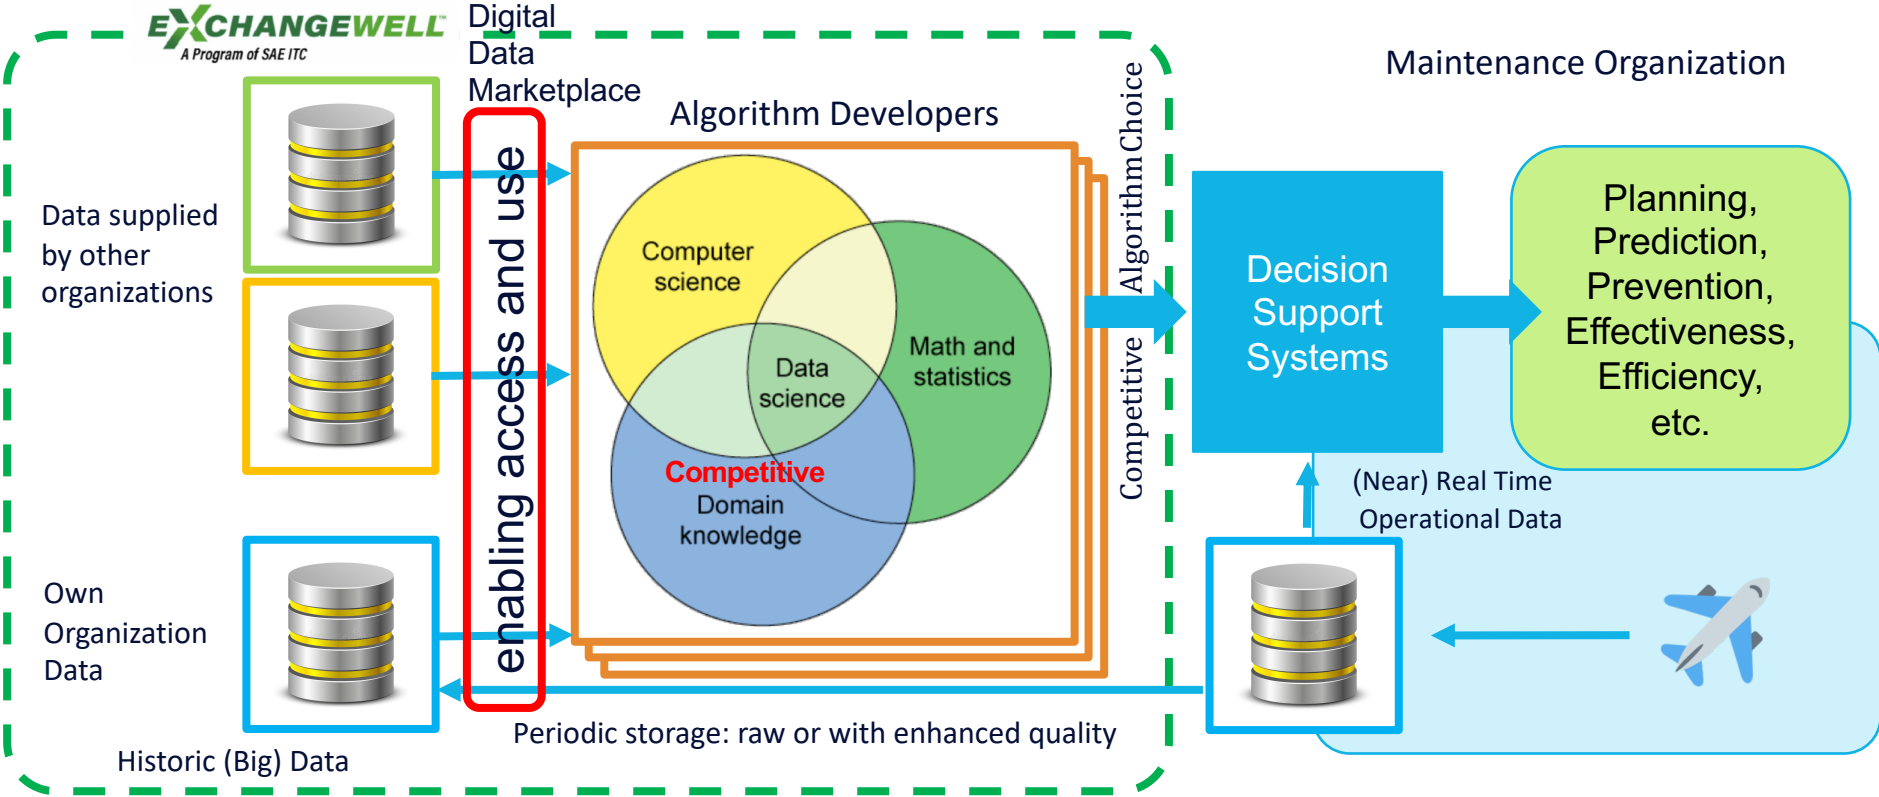 EXCHANGEWELL™
A Program of SAE ITC
Digital
Data
Marketplace
Maintenance Organization
Algorithm Developers
Data supplied
by other
organizations
enabling access and use
Computer
science
Math and
statistics
Data
science
Competitive
Domain
knowledge
Competitive Algorithm Choice
Decision
Support
Systems
Planning,
Prediction,
Prevention,
Effectiveness,
Efficiency,
etc.
(Near) Real Time
Operational Data
Own
Organization
Data
Periodic storage: raw or with enhanced quality
Historic (Big) Data